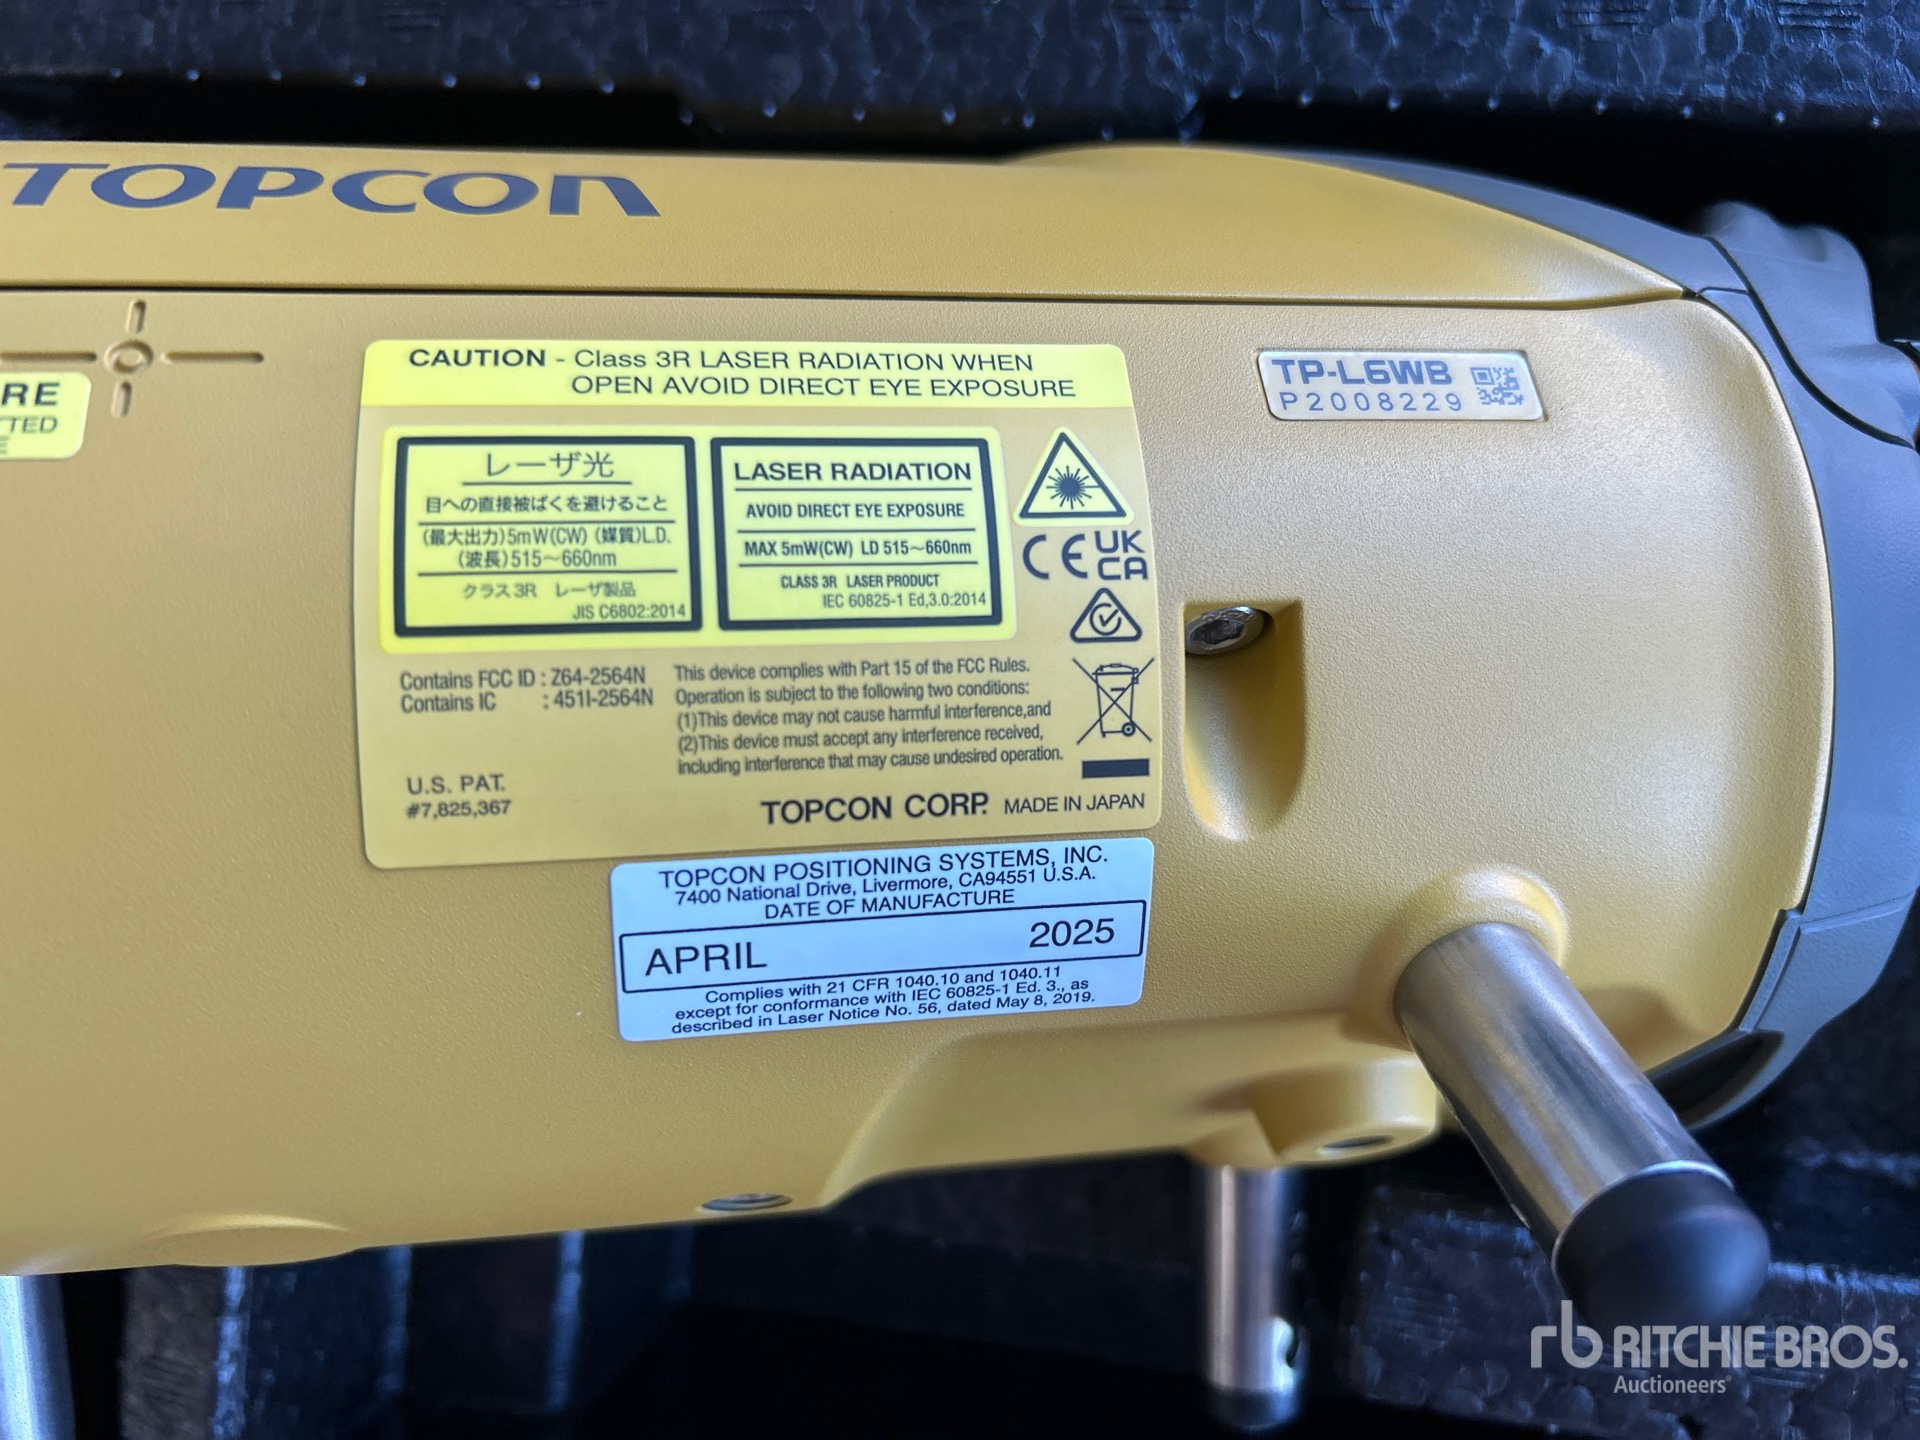 TOPCON
RE
TTED
E
CAUTION - Class 3R LASER RADIATION WHEN
OPEN AVOID DIRECT EYE EXPOSURE
TP-L6WB
P2008229
レーザ光
目への直接被ばくを避けること
(最大出力)5mW(CW) (媒質)L.D.
(波長)515～660nm
クラス3R レーザ製品
JIS C6802:2014
LASER RADIATION
AVOID DIRECT EYE EXPOSURE
MAX 5mW(CW) LD 515～660nm
CLASS 3R LASER PRODUCT
IEC 60825-1 Ed,3.0:2014
CE
UK
CA
Contains FCC ID : Z64-2564N
Contains IC : 451I-2564N
This device complies with Part 15 of the FCC Rules.
Operation is subject to the following two conditions:
(1)This device may not cause harmful interference,and
(2)This device must accept any interference received,
including interference that may cause undesired operation.
U.S. PAT.
#7,825,367
TOPCON CORP. MADE IN JAPAN
TOPCON POSITIONING SYSTEMS, INC.
7400 National Drive, Livermore, CA94551 U.S.A.
DATE OF MANUFACTURE
APRIL 2025
Complies with 21 CFR 1040.10 and 1040.11
except for conformance with IEC 60825-1 Ed. 3., as
described in Laser Notice No. 56, dated May 8, 2019.
rb RITCHIE BROS.
Auctioneers